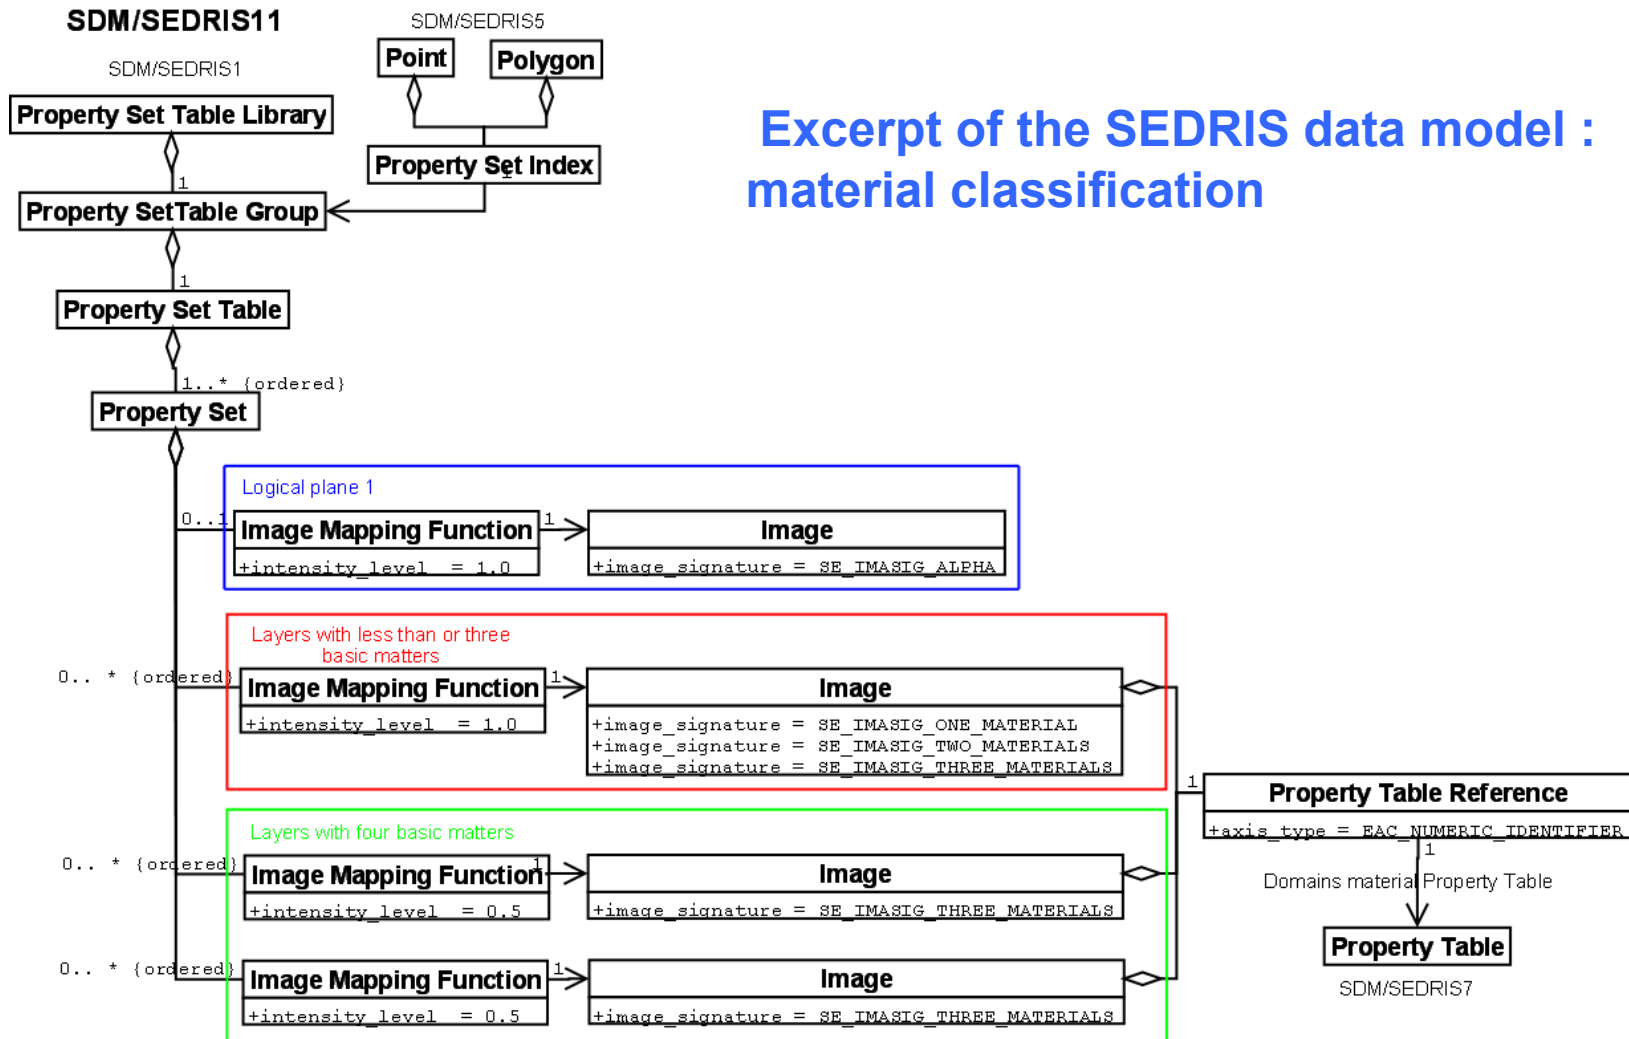 SDM/SEDRIS11
SDM/SEDRIS5
SDM/SEDRIS1
Point
Polygon
Property Set Table Library
Excerpt of the SEDRIS data model :
material classification
Property Set Index
1
1
Property SetTable Group
1
Property Set Table
1..* {ordered}
Property Set
Logical plane 1
0..1
Image Mapping Function
1
Image
+intensity_level = 1.0
+image_signature = SE_IMASIG_ALPHA
Layers with less than or three
basic matters
0.. * {ordered}
Image Mapping Function
1
Image
+intensity_level = 1.0
+image_signature = SE_IMASIG_ONE_MATERIAL
+image_signature = SE_IMASIG_TWO_MATERIALS
+image_signature = SE_IMASIG_THREE_MATERIALS
1
Property Table Reference
+axis_type = EAC_NUMERIC_IDENTIFIER
1
Domains material Property Table
Property Table
SDM/SEDRIS7
Layers with four basic matters
0.. * {ordered}
Image Mapping Function
1
Image
+intensity_level = 0.5
+image_signature = SE_IMASIG_THREE_MATERIALS
0.. * {ordered}
Image Mapping Function
1
Image
+intensity_level = 0.5
+image_signature = SE_IMASIG_THREE_MATERIALS